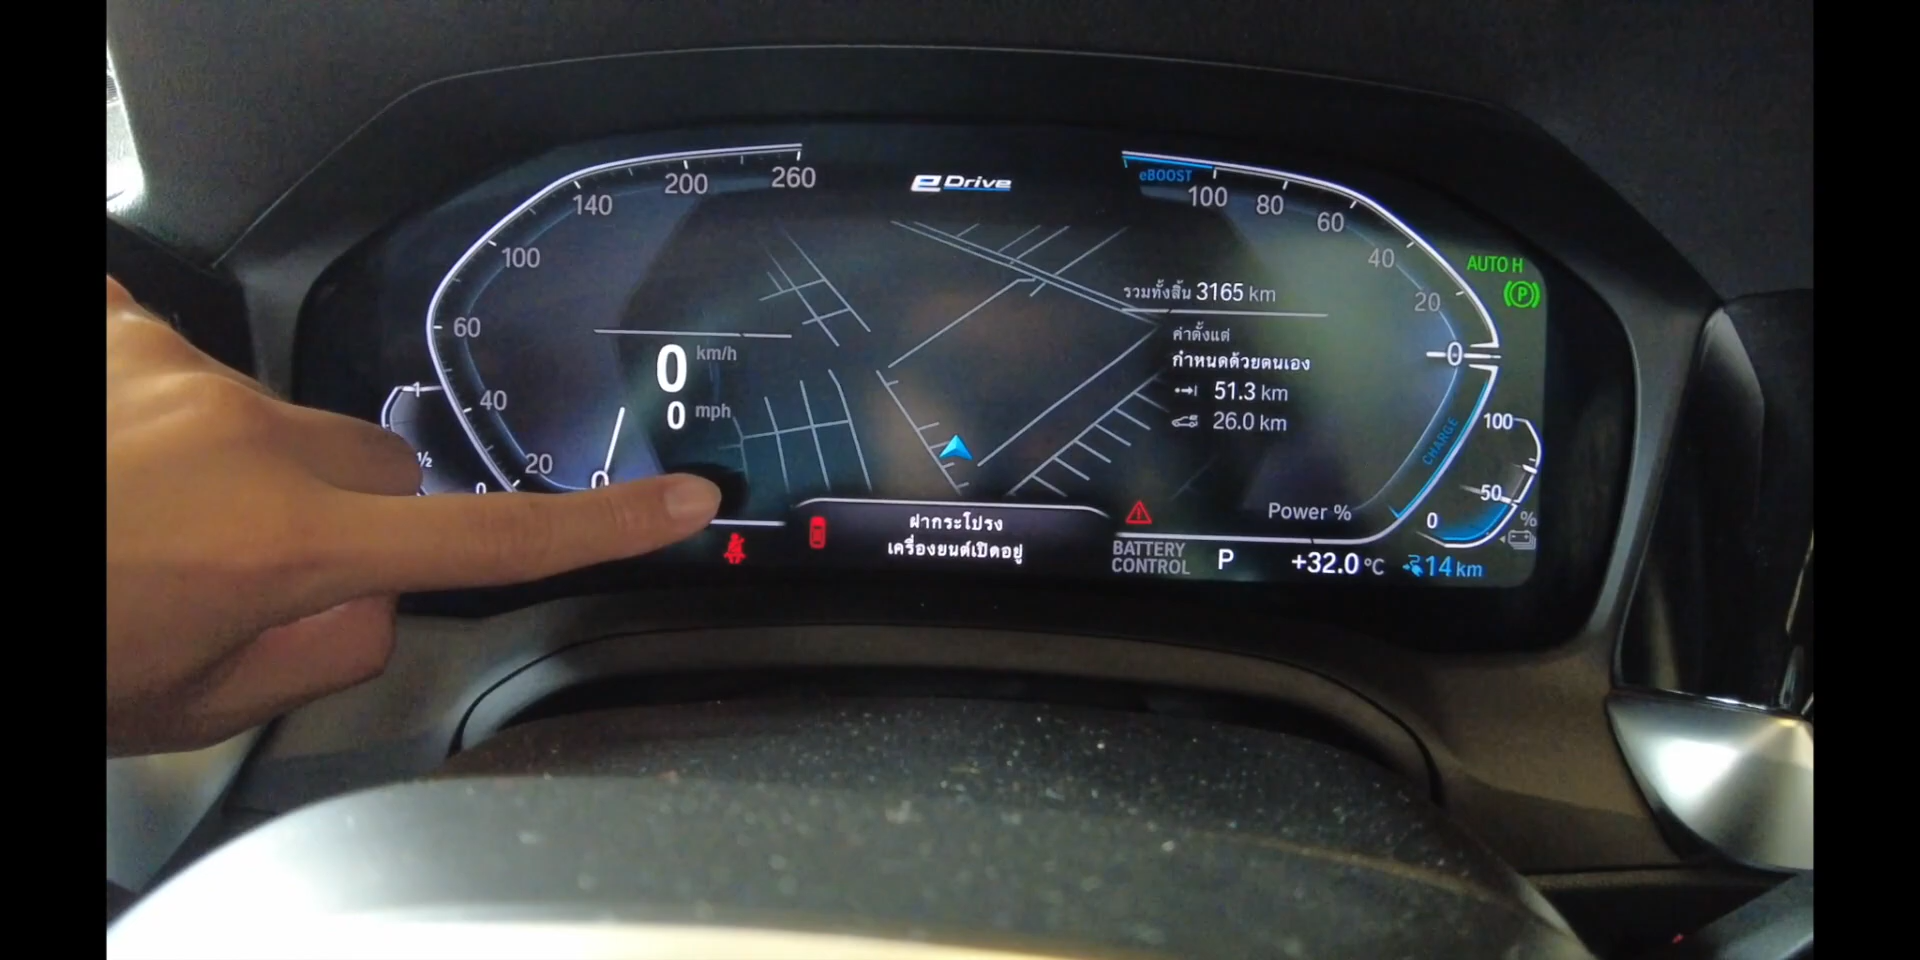 260
200
140
100
60
40
20
0
1
½
0
eDrive
eBOOST
100
80
60
40
20
0
AUTO H
P
รวมทั้งสิ้น 3165 km
ค่าตั้งแต่
กำหนดด้วยตนเอง
51.3 km
26.0 km
0 km/h
0 mph
CHARGE
100
50
0
%
Power %
ฝากระโปรง
เครื่องยนต์เปิดอยู่
BATTERY
CONTROL
P
+32.0 °C
14 km